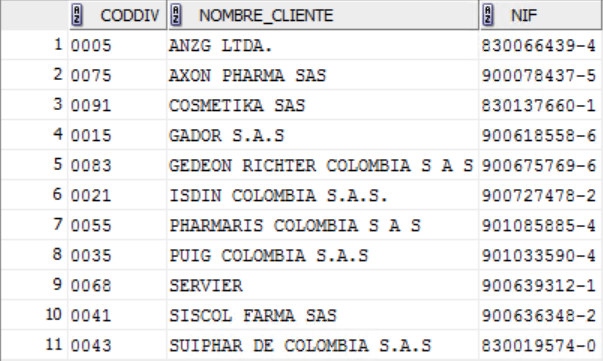 CODDIV NOMBRE_CLIENTE NIF
1 0005 ANZG LTDA. 830066439-4
2 0075 AXON PHARMA SAS 900078437-5
3 0091 COSMETIKA SAS 830137660-1
4 0015 GADOR S.A.S 900618558-6
5 0083 GEDEON RICHTER COLOMBIA S A S 900675769-6
6 0021 ISDIN COLOMBIA S.A.S. 900727478-2
7 0055 PHARMARIS COLOMBIA S A S 901085885-4
8 0035 PUIG COLOMBIA S.A.S 901033590-4
9 0068 SERVIER 900639312-1
10 0041 SISCOL FARMA SAS 900636348-2
11 0043 SUIPHAR DE COLOMBIA S.A.S 830019574-0